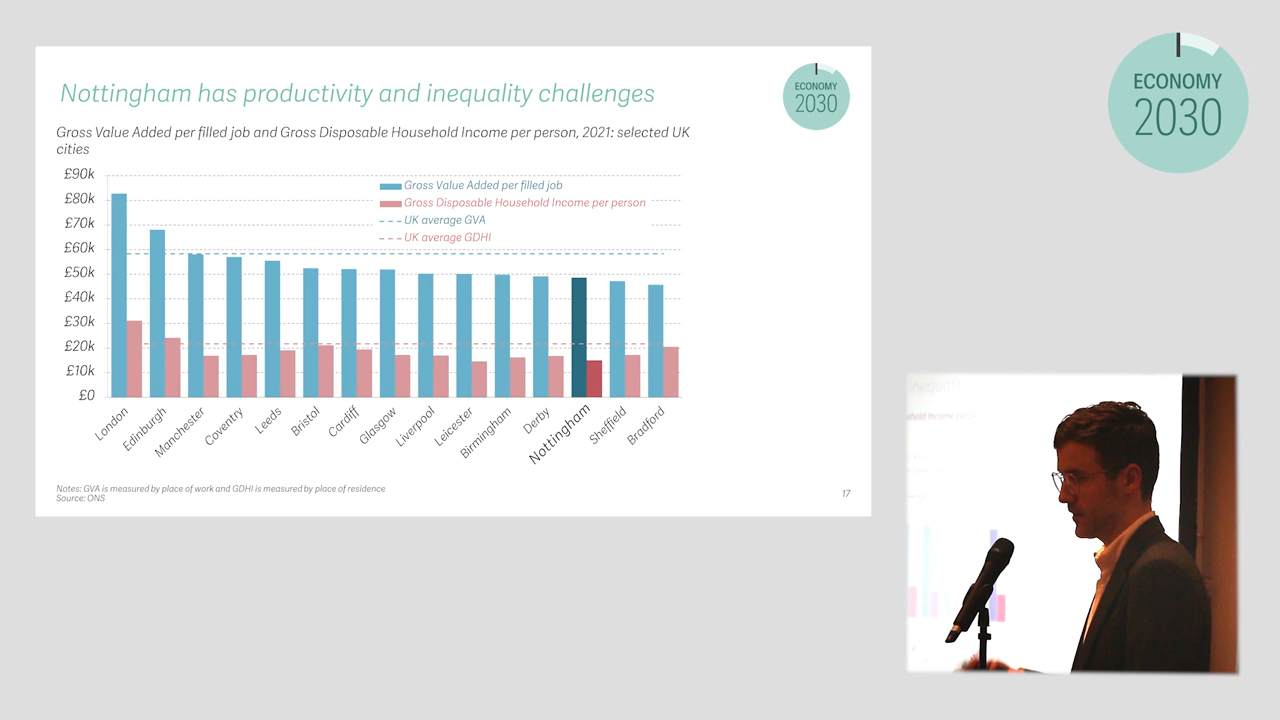 Nottingham has productivity and inequality challenges
ECONOMY
2030
Gross Value Added per filled job and Gross Disposable Household Income per person, 2021: selected UK
cities
£90k
£80k
£70k
£60k
£50k
£40k
£30k
£20k
£10k
£0
Gross Value Added per filled job
Gross Disposable Household Income per person
UK average GVA
UK average GDHI
London
Edinburgh
Manchester
Coventry
Leeds
Bristol
Cardiff
Glasgow
Liverpool
Leicester
Birmingham
Derby
Nottingham
Sheffield
Bradford
Notes: GVA is measured by place of work and GDHI is measured by place of residence
Source: ONS
17
ECONOMY
2030